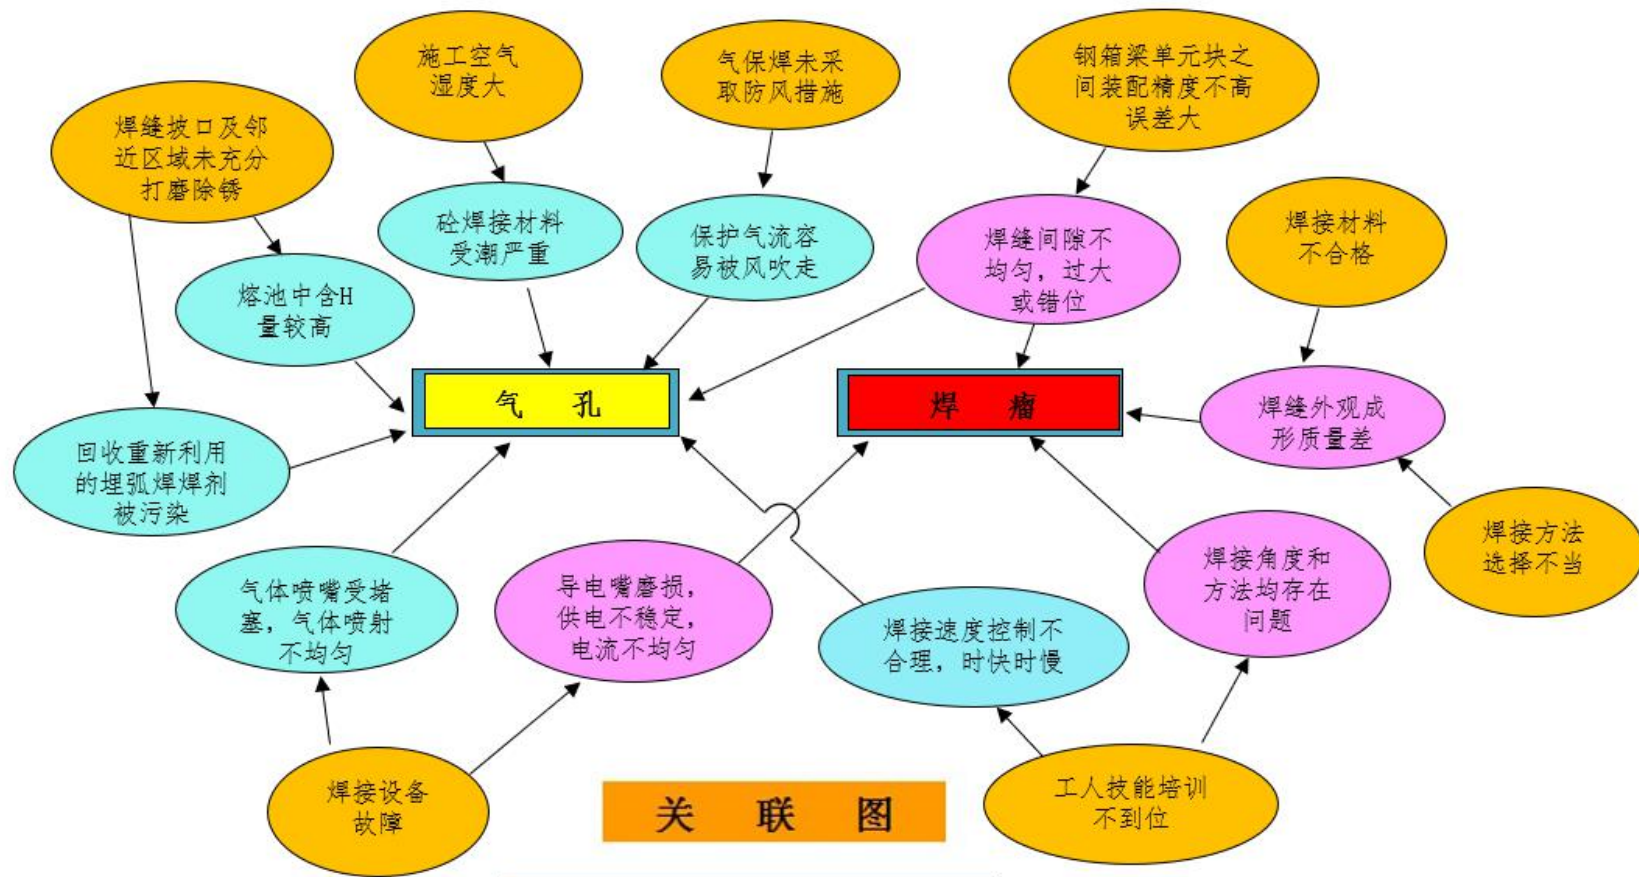 施工空气
湿度大
气保焊未采
取防风措施
钢箱梁单元块之
间装配精度不高
误差大
焊缝坡口及邻
近区域未充分
打磨除锈
砼焊接材料
受潮严重
保护气流容
易被风吹走
焊缝间隙不
均匀，过大
或错位
焊接材料
不合格
熔池中含H
量较高
气 孔
焊 瘤
焊缝外观成
形质量差
回收重新利用
的埋弧焊焊剂
被污染
焊接方法
选择不当
气体喷嘴受堵
塞，气体喷射
不均匀
导电嘴磨损，
供电不稳定，
电流不均匀
焊接速度控制不
合理，时快时慢
焊接角度和
方法均存在
问题
焊接设备
故障
关 联 图
工人技能培训
不到位